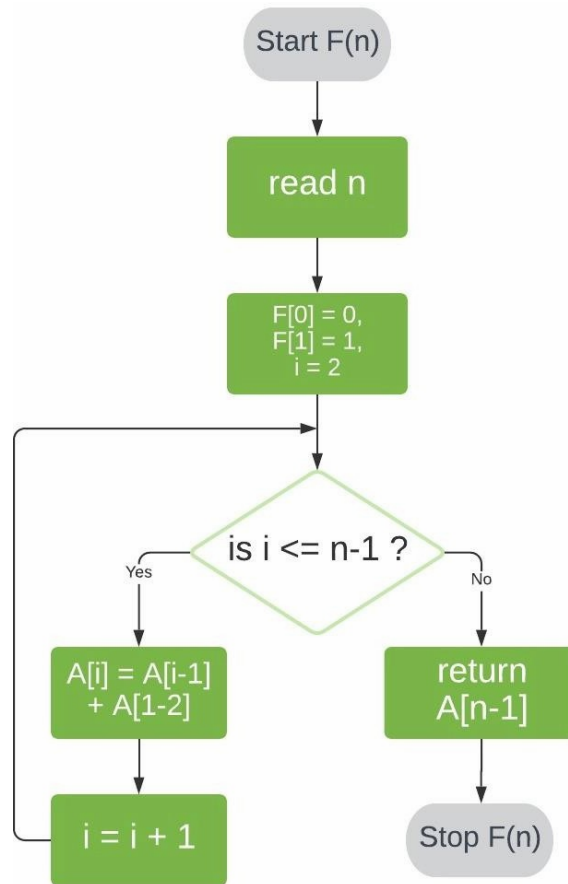 Start F(n)
read n
F[0] = 0,
F[1] = 1,
i = 2
is i <= n-1 ?
Yes
No
A[i] = A[i-1]
+ A[1-2]
return
A[n-1]
i = i + 1
Stop F(n)